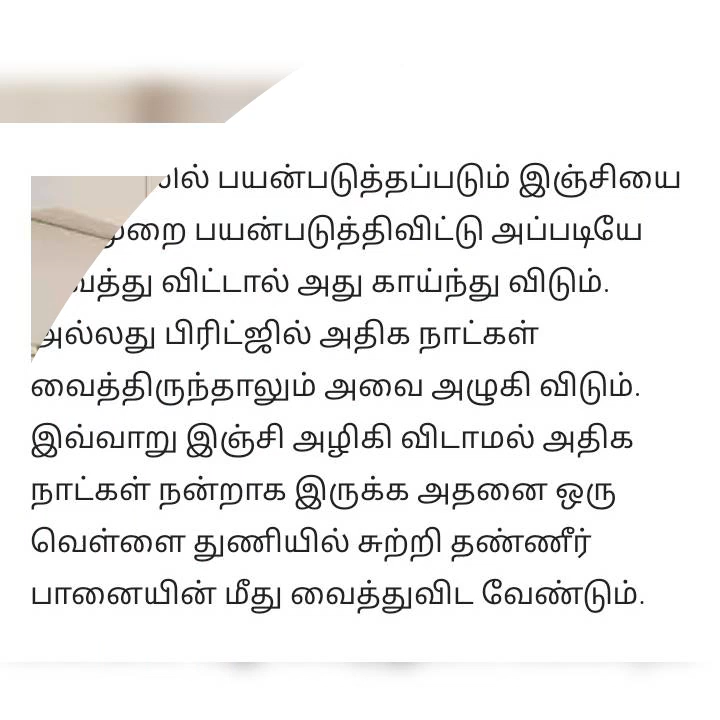 பயன்படுத்தப்படும் இஞ்சியை
பயன்படுத்திவிட்டு அப்படியே
விட்டால் அது காய்ந்து விடும்.
அல்லது பிரிட்ஜில் அதிக நாட்கள்
வைத்திருந்தாலும் அவை அழுகி விடும்.
இவ்வாறு இஞ்சி அழிகி விடாமல் அதிக
நாட்கள் நன்றாக இருக்க அதனை ஒரு
வெள்ளை துணியில் சுற்றி தண்ணீர்
பானையின் மீது வைத்துவிட வேண்டும்.